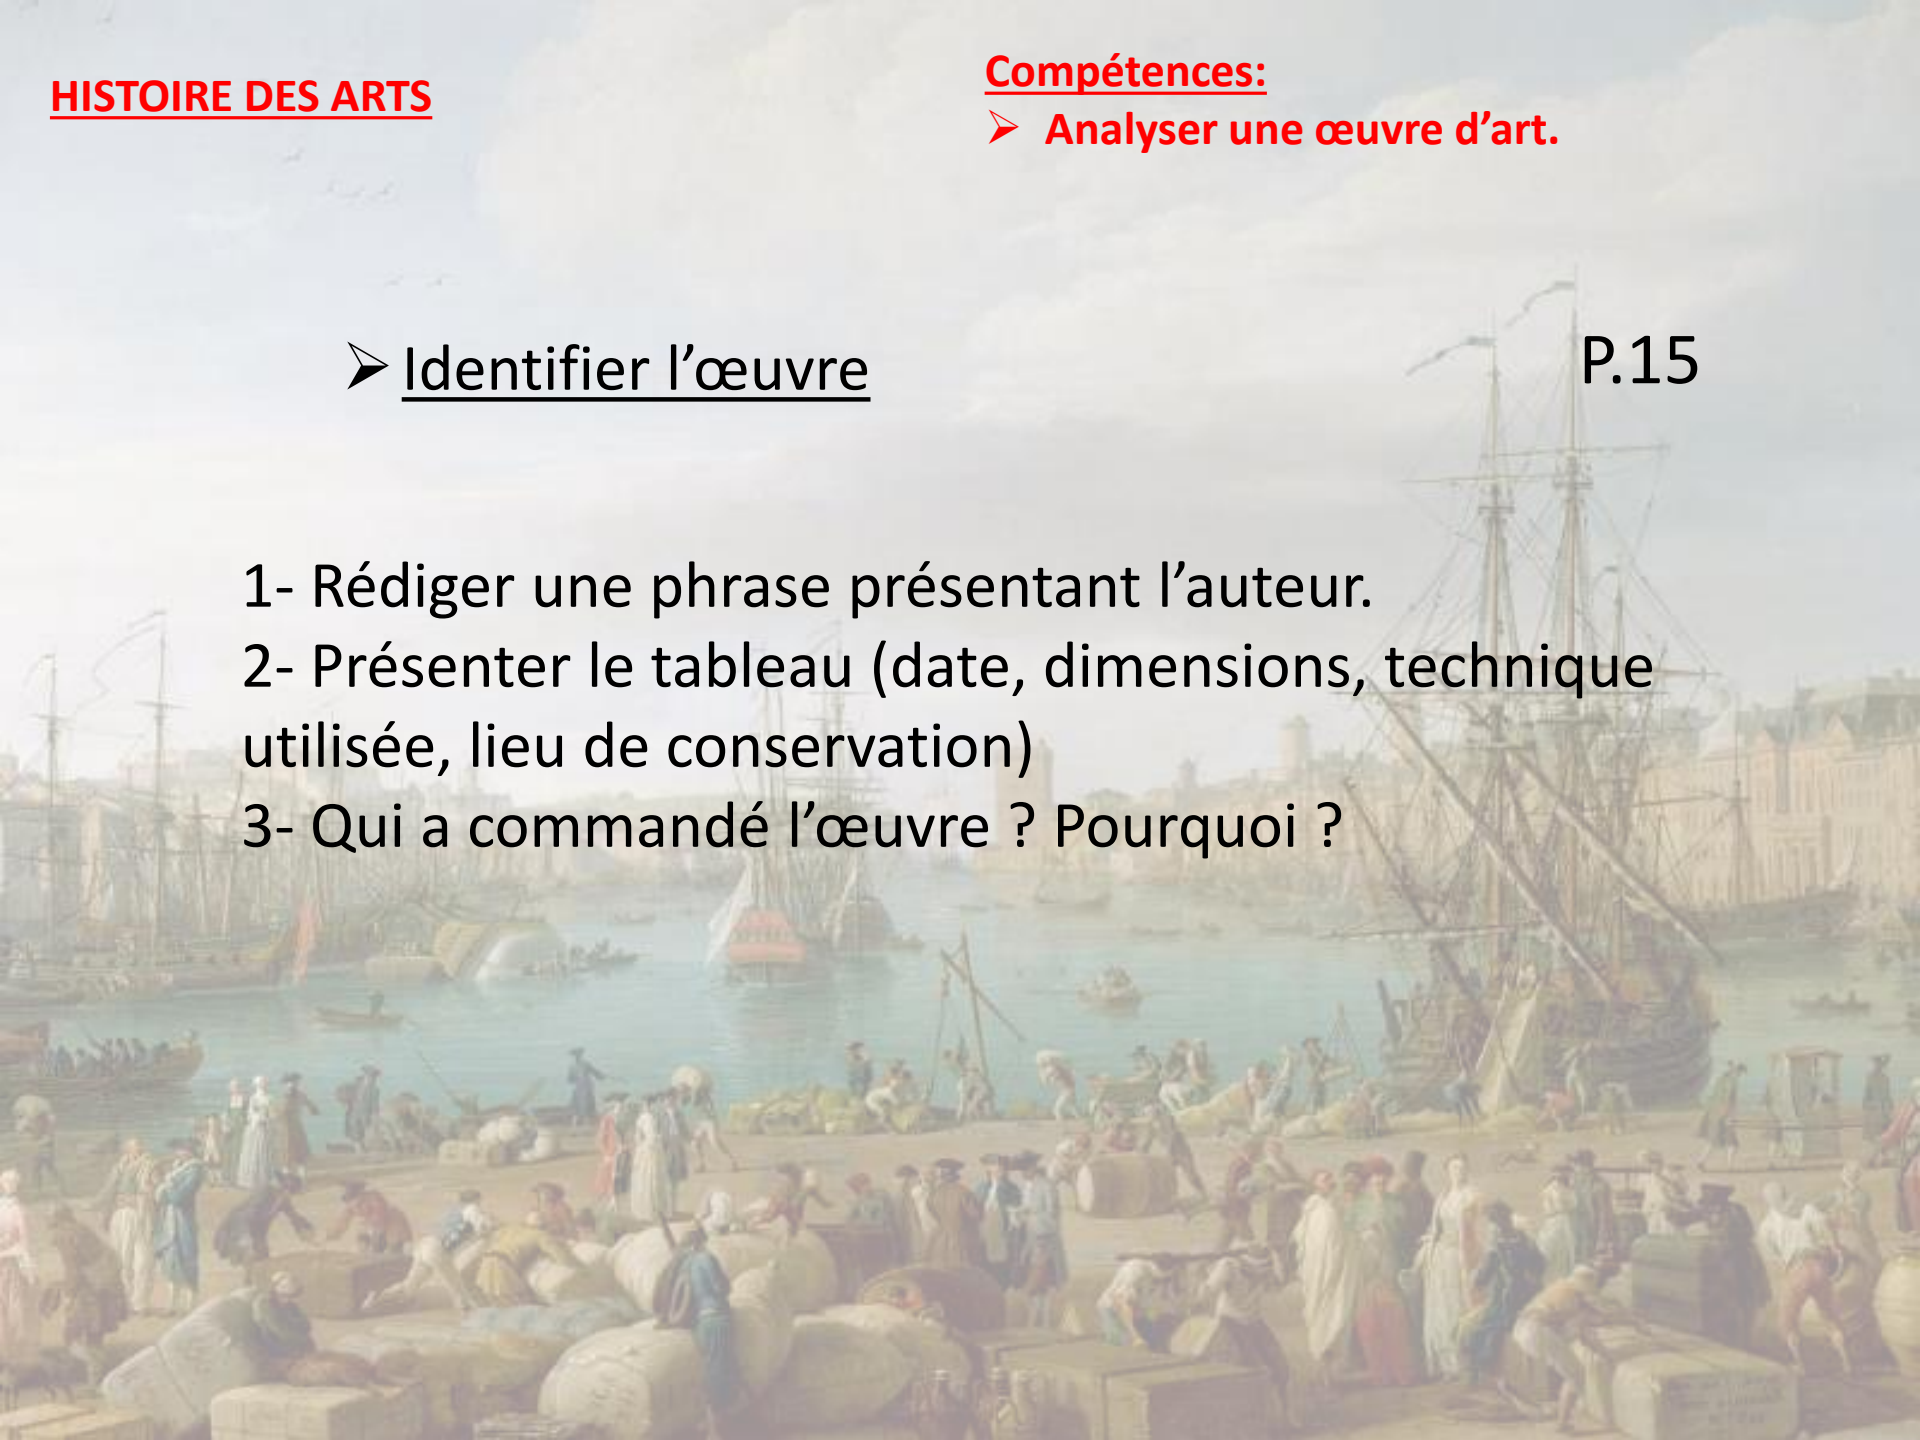 HISTOIRE DES ARTS
Compétences:
➢ Analyser une œuvre d’art.
➢ Identifier l’œuvre
P.15
1- Rédiger une phrase présentant l’auteur.
2- Présenter le tableau (date, dimensions, technique
utilisée, lieu de conservation)
3- Qui a commandé l’œuvre ? Pourquoi ?